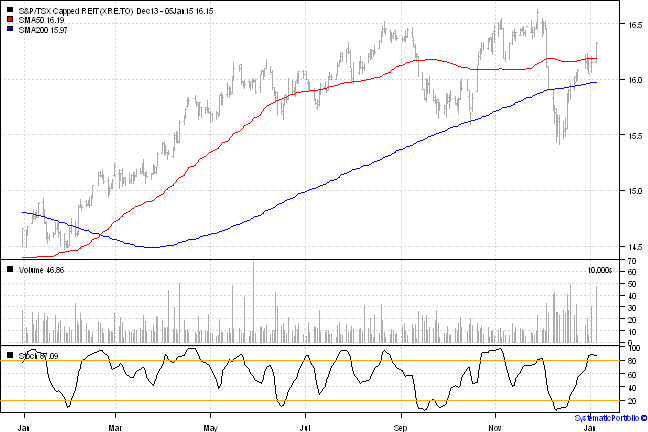 S&P/TSX Capped REIT (XRE.TO) Dec13 - 05Jan15 16.15
SMA50 16.19
SMA200 15.97
16.5
16.0
15.5
15.0
14.5
Volume 46.86
10,000s
70
60
50
40
30
20
10
0
Stoch 87.09
100
80
60
40
20
Jan Mar May Jul Sep Nov Jan
SystematicPortfolio ©